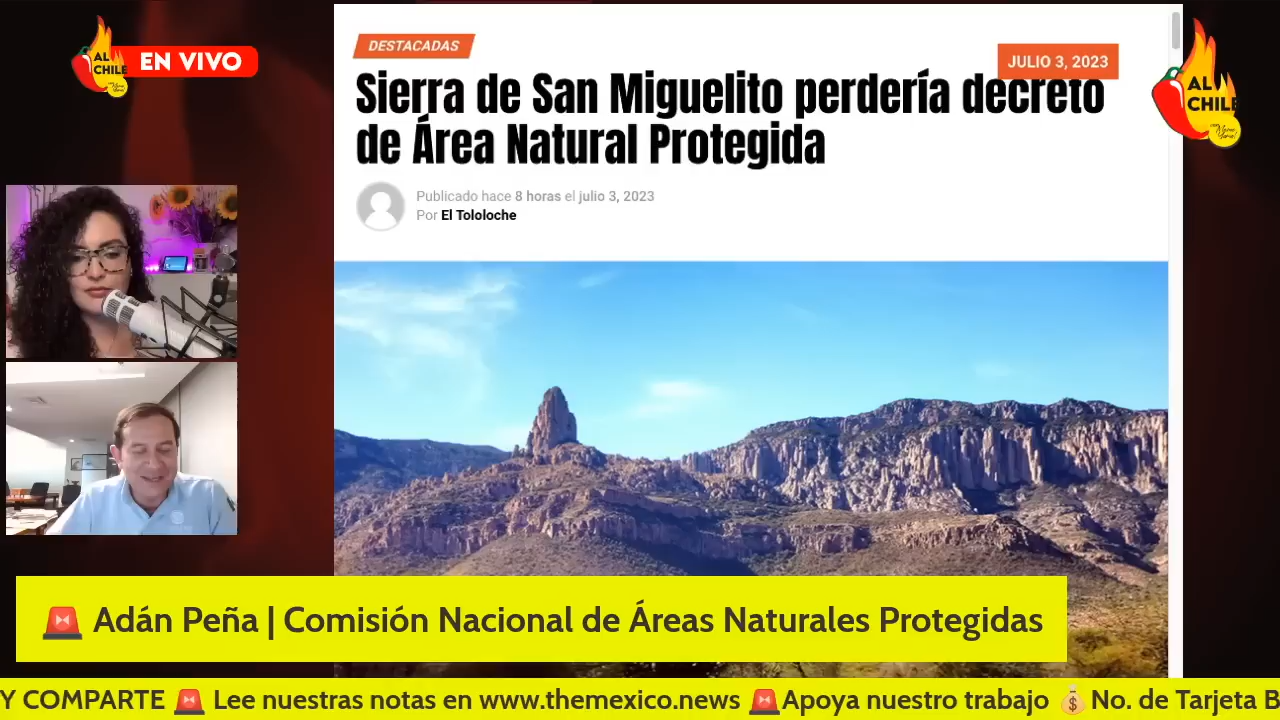 AL
CHILE
EN VIVO
DESTACADAS
JULIO 3, 2023
Sierra de San Miguelito perdería decreto
de Área Natural Protegida
Publicado hace 8 horas el julio 3, 2023
Por El Tololoche
AL
CHILE
Adán Peña | Comisión Nacional de Áreas Naturales Protegidas
Y COMPARTE 🚨 Lee nuestras notas en www.themexico.news 🚨Apoya nuestro trabajo 💰No. de Tarjeta B